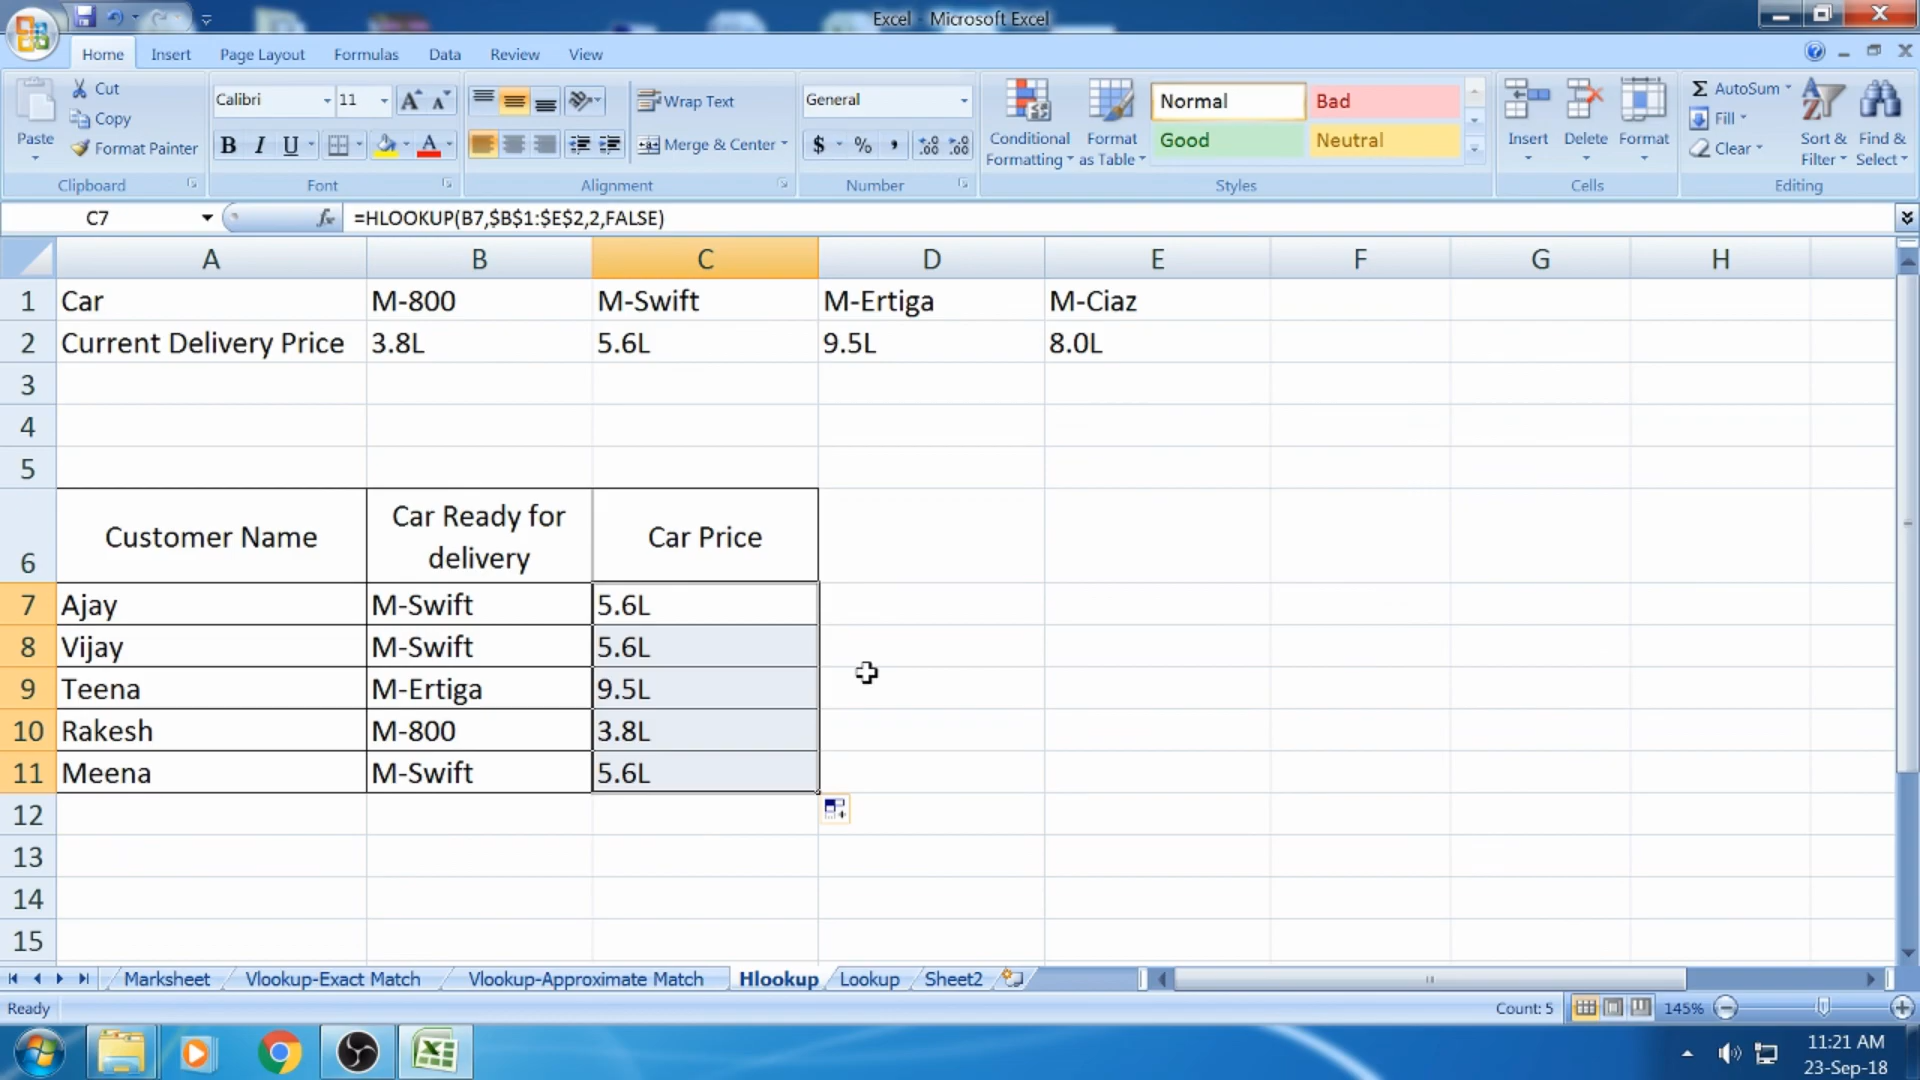 Excel - Microsoft Excel
Home Insert Page Layout Formulas Data Review View
Paste
Cut
Copy
Format Painter
Clipboard
Calibri 11
B I U A
Font
Wrap Text
Merge & Center
Alignment
General
$ % ,
Number
Conditional Formatting
Format as Table
Normal Bad
Good Neutral
Styles
Insert Delete Format
Cells
Σ AutoSum
Fill
Clear
Sort & Filter
Find & Select
Editing
C7 fx =HLOOKUP(B7,$B$1:$E$2,2,FALSE)
A B C D E F G H
1 Car M-800 M-Swift M-Ertiga M-Ciaz
2 Current Delivery Price 3.8L 5.6L 9.5L 8.0L
3
4
5
6 Customer Name Car Ready for delivery Car Price
7 Ajay M-Swift 5.6L
8 Vijay M-Swift 5.6L
9 Teena M-Ertiga 9.5L
10 Rakesh M-800 3.8L
11 Meena M-Swift 5.6L
12
13
14
15
Marksheet Vlookup-Exact Match Vlookup-Approximate Match Hlookup Lookup Sheet2
Ready Count: 5 145%
11:21 AM
23-Sep-18